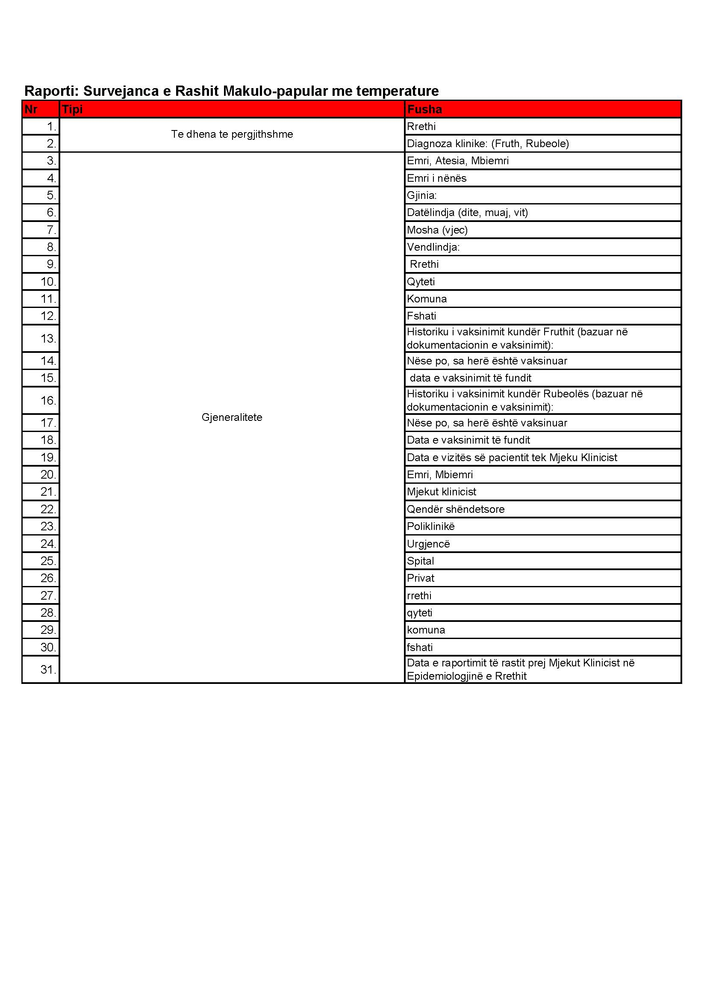 Raporti: Survejanca e Rashit Makulo-papular me temperature
Nr Tipi Fusha
1. Te dhena te pergjithshme Rrethi
2. Diagnoza klinike: (Fruth, Rubeole)
3. Emri, Atesia, Mbiemri
4. Emri i nënës
5. Gjinia:
6. Datëlindja (dite, muaj, vit)
7. Mosha (vjec)
8. Vendlindja:
9. Rrethi
10. Qyteti
11. Komuna
12. Fshati
13. Historiku i vaksinimit kundër Fruthit (bazuar në
dokumentacionin e vaksinimit):
14. Nëse po, sa herë është vaksinuar
15. data e vaksinimit të fundit
16. Historiku i vaksinimit kundër Rubeolës (bazuar në
dokumentacionin e vaksinimit):
Gjeneralitete
17. Nëse po, sa herë është vaksinuar
18. Data e vaksinimit të fundit
19. Data e vizitës së pacientit tek Mjeku Klinicist
20. Emri, Mbiemri
21. Mjekut klinicist
22. Qendër shëndetsore
23. Poliklinikë
24. Urgjencë
25. Spital
26. Privat
27. rrethi
28. qyteti
29. komuna
30. fshati
31. Data e raportimit të rastit prej Mjekut Klinicist në
Epidemiologjinë e Rrethit